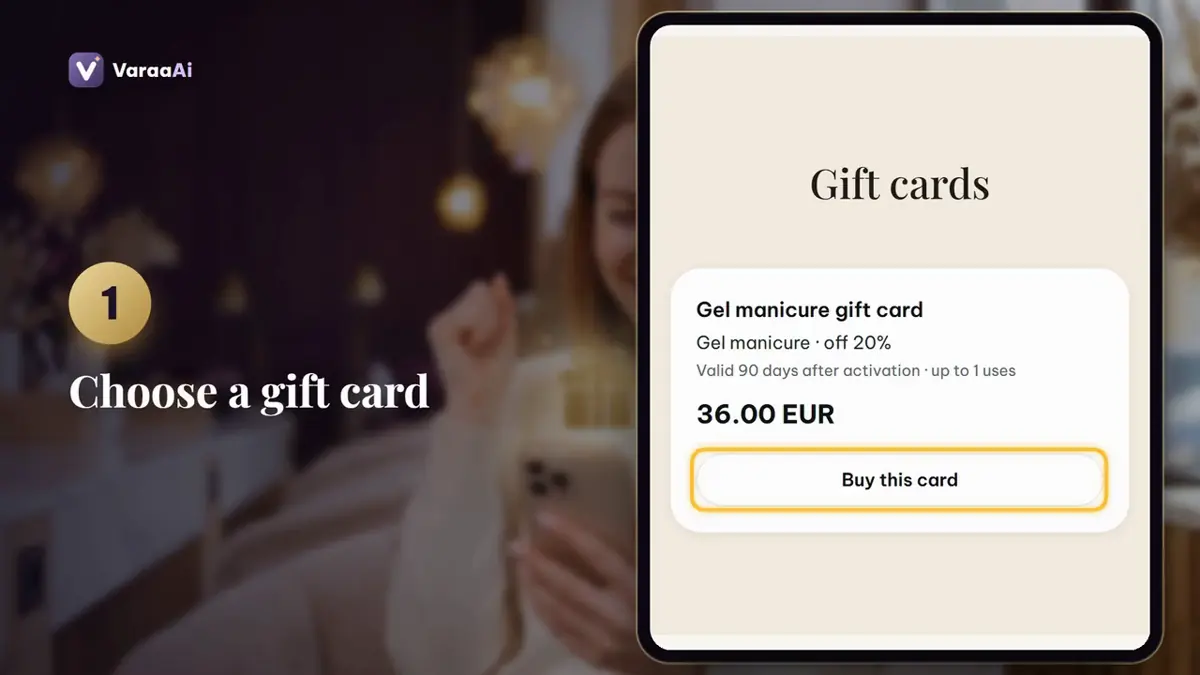 VaraaAi
1
Choose a gift card
Gift cards
Gel manicure gift card
Gel manicure · off 20%
Valid 90 days after activation · up to 1 uses
36.00 EUR
Buy this card